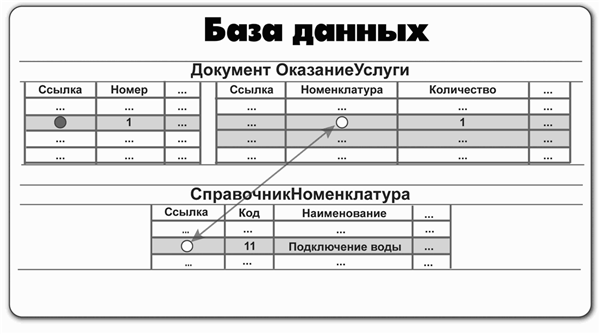 База данных
Документ ОказаниеУслуги
Ссылка Номер ... Ссылка Номенклатура Количество ...
... ... ... ... ... ... ...
1 ... ... 1 ...
... ... ... ... ... ... ...
... ... ... ... ... ... ...
СправочникНоменклатура
Ссылка Код Наименование ...
... ... ... ...
11 Подключение воды ...
... ... ... ...